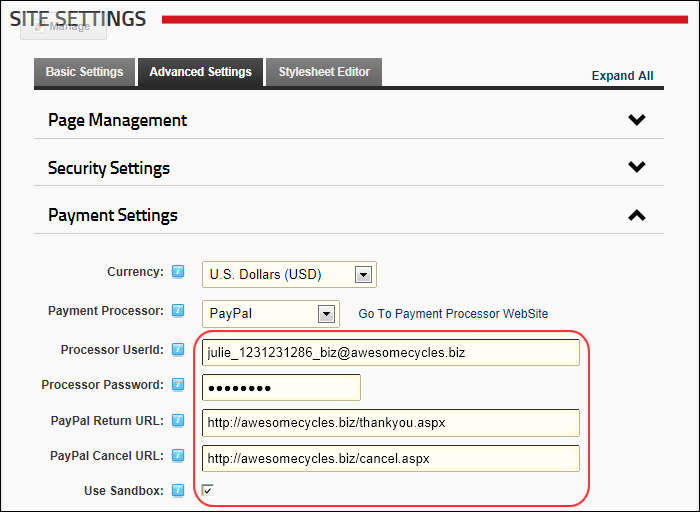 SITE SETTINGS
Manage
Basic Settings Advanced Settings Stylesheet Editor Expand All
Page Management
Security Settings
Payment Settings
Currency: U.S. Dollars (USD)
Payment Processor: PayPal Go To Payment Processor WebSite
Processor UserId: julie_1231231286_biz@awesomecycles.biz
Processor Password: ●●●●●●●●
PayPal Return URL: http://awesomecycles.biz/thankyou.aspx
PayPal Cancel URL: http://awesomecycles.biz/cancel.aspx
Use Sandbox: